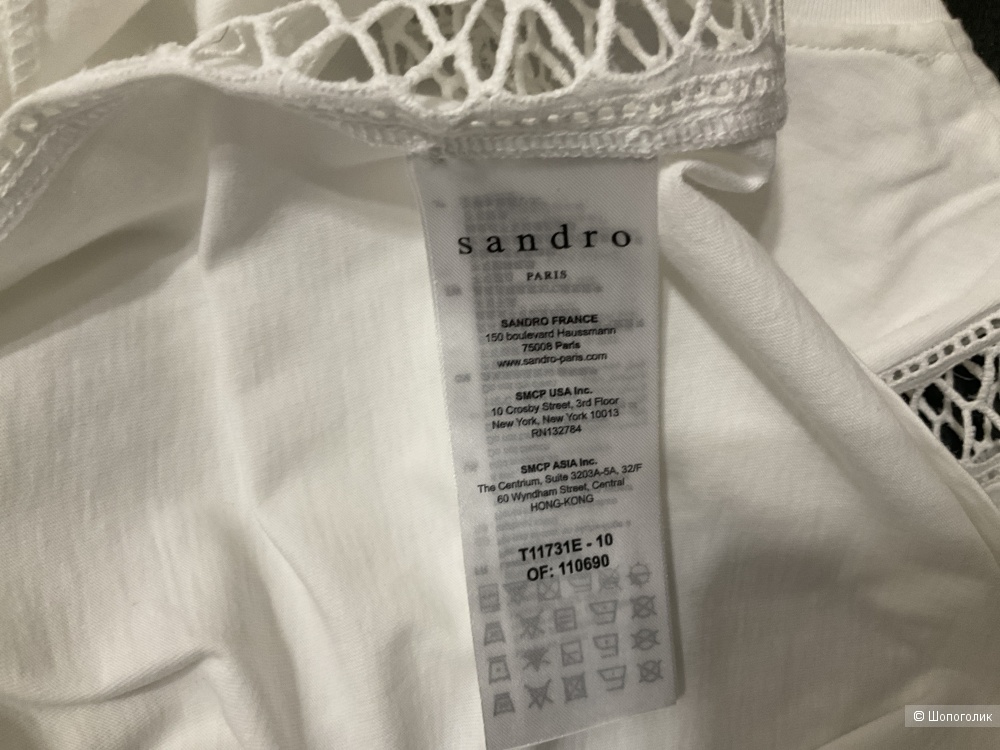 sandro
PARIS
SANDRO FRANCE
150 boulevard Haussmann
75008 Paris
www.sandro-paris.com
SMCP USA Inc.
10 Crosby Street, 3rd Floor
New York, New York 10013
RN132784
SMCP ASIA Inc.
The Centrium, Suite 3203A-5A, 32/F
60 Wyndham Street, Central
HONG-KONG
T11731E - 10
OF: 110690
© Шопоголик